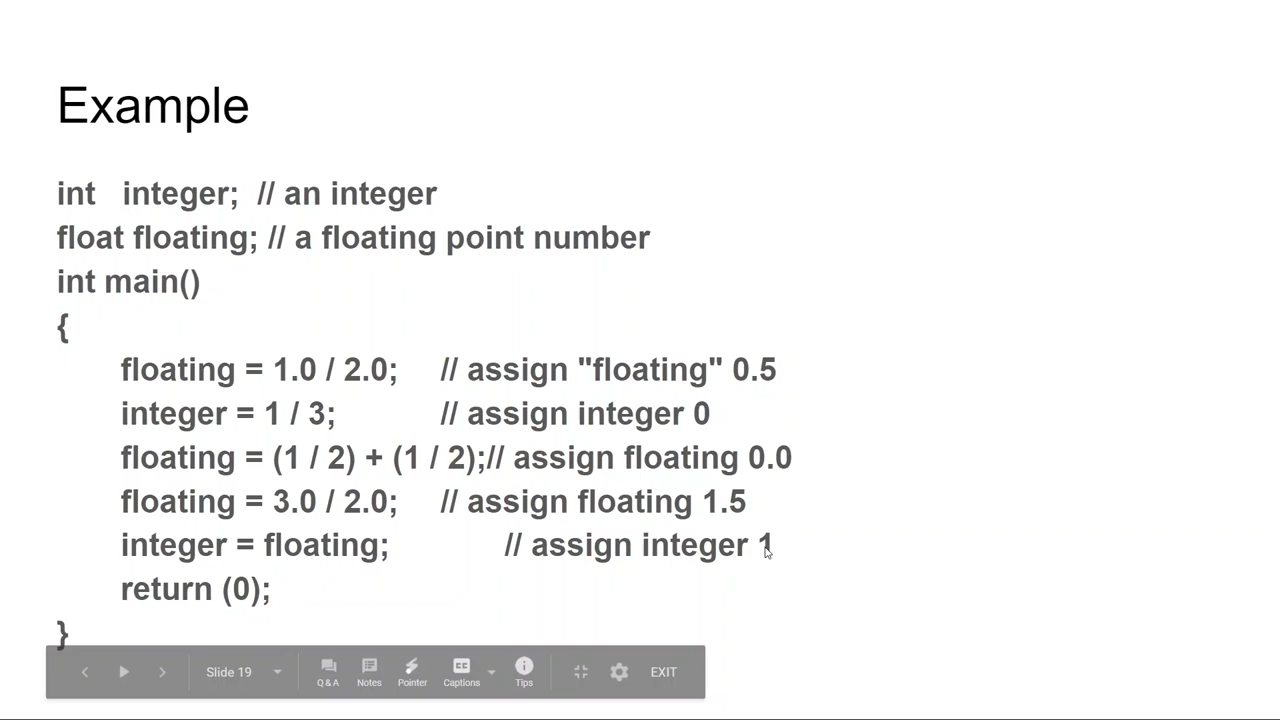 Example
int   integer;  // an integer
float floating; // a floating point number
int main()
{
floating = 1.0 / 2.0;     // assign "floating" 0.5
integer = 1 / 3;             // assign integer 0
floating = (1 / 2) + (1 / 2);// assign floating 0.0
floating = 3.0 / 2.0;     // assign floating 1.5
integer = floating;              // assign integer 1
return (0);
}
Slide 19 Q & A Notes Pointer Captions Tips EXIT